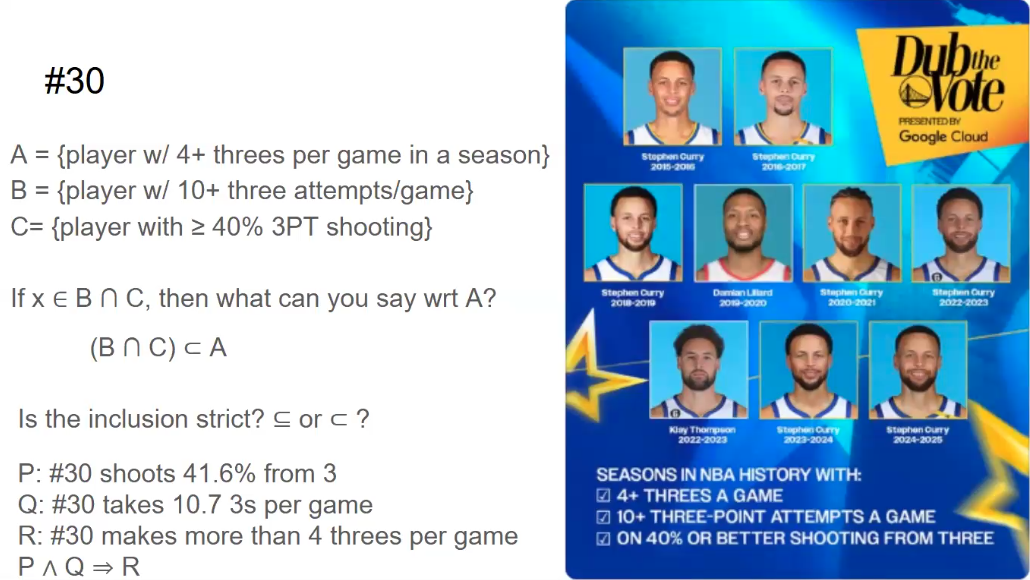 #30
A = {player w/ 4+ threes per game in a season}
B = {player w/ 10+ three attempts/game}
C= {player with ≥ 40% 3PT shooting}
If x ∈ B ∩ C, then what can you say wrt A?
(B ∩ C) ⊂ A
Is the inclusion strict? ⊆ or ⊂ ?
P: #30 shoots 41.6% from 3
Q: #30 takes 10.7 3s per game
R: #30 makes more than 4 threes per game
P ∧ Q ⇒ R
Dub the
Vote
PRESENTED BY
Google Cloud
Stephen Curry
2015-2016
Stephen Curry
2016-2017
Stephen Curry
2018-2019
Damian Lillard
2019-2020
Stephen Curry
2020-2021
Stephen Curry
2022-2023
Klay Thompson
2022-2023
Stephen Curry
2023-2024
Stephen Curry
2024-2025
SEASONS IN NBA HISTORY WITH:
☑ 4+ THREES A GAME
☑ 10+ THREE-POINT ATTEMPTS A GAME
☑ ON 40% OR BETTER SHOOTING FROM THREE